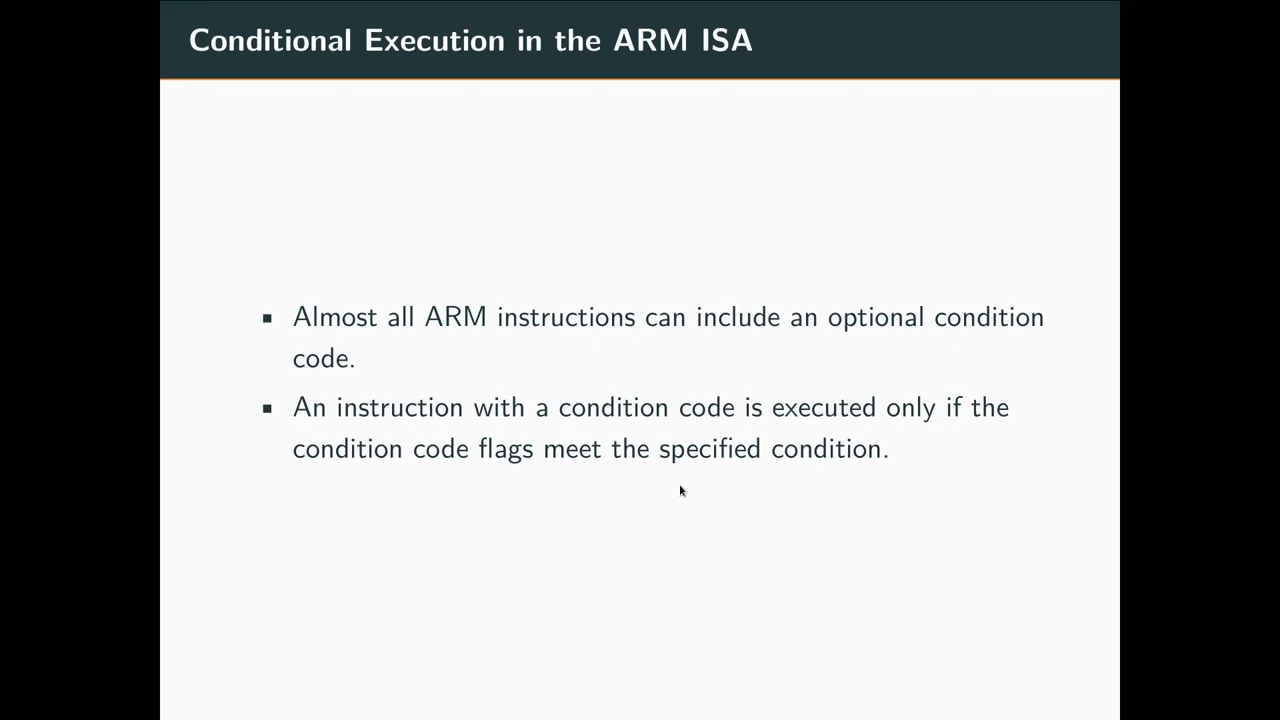 Conditional Execution in the ARM ISA
▪ Almost all ARM instructions can include an optional condition
code.
▪ An instruction with a condition code is executed only if the
condition code flags meet the specified condition.